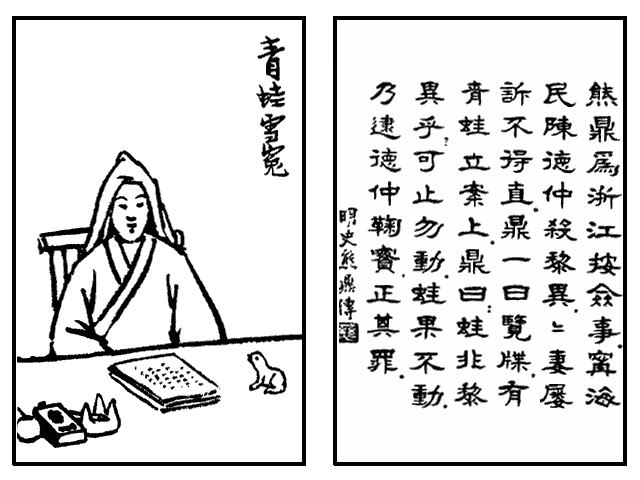 青蛙雪冤
熊鼎爲浙江按僉事．寗海
民陳德仲殺黎異．〻妻屢
訴不得直．鼎一日覽牒．有
青蛙立案上．鼎曰：蛙非黎
異乎？可止勿動．蛙果不動．
乃逮德仲鞠實．正其罪．
明史熊鼎傳